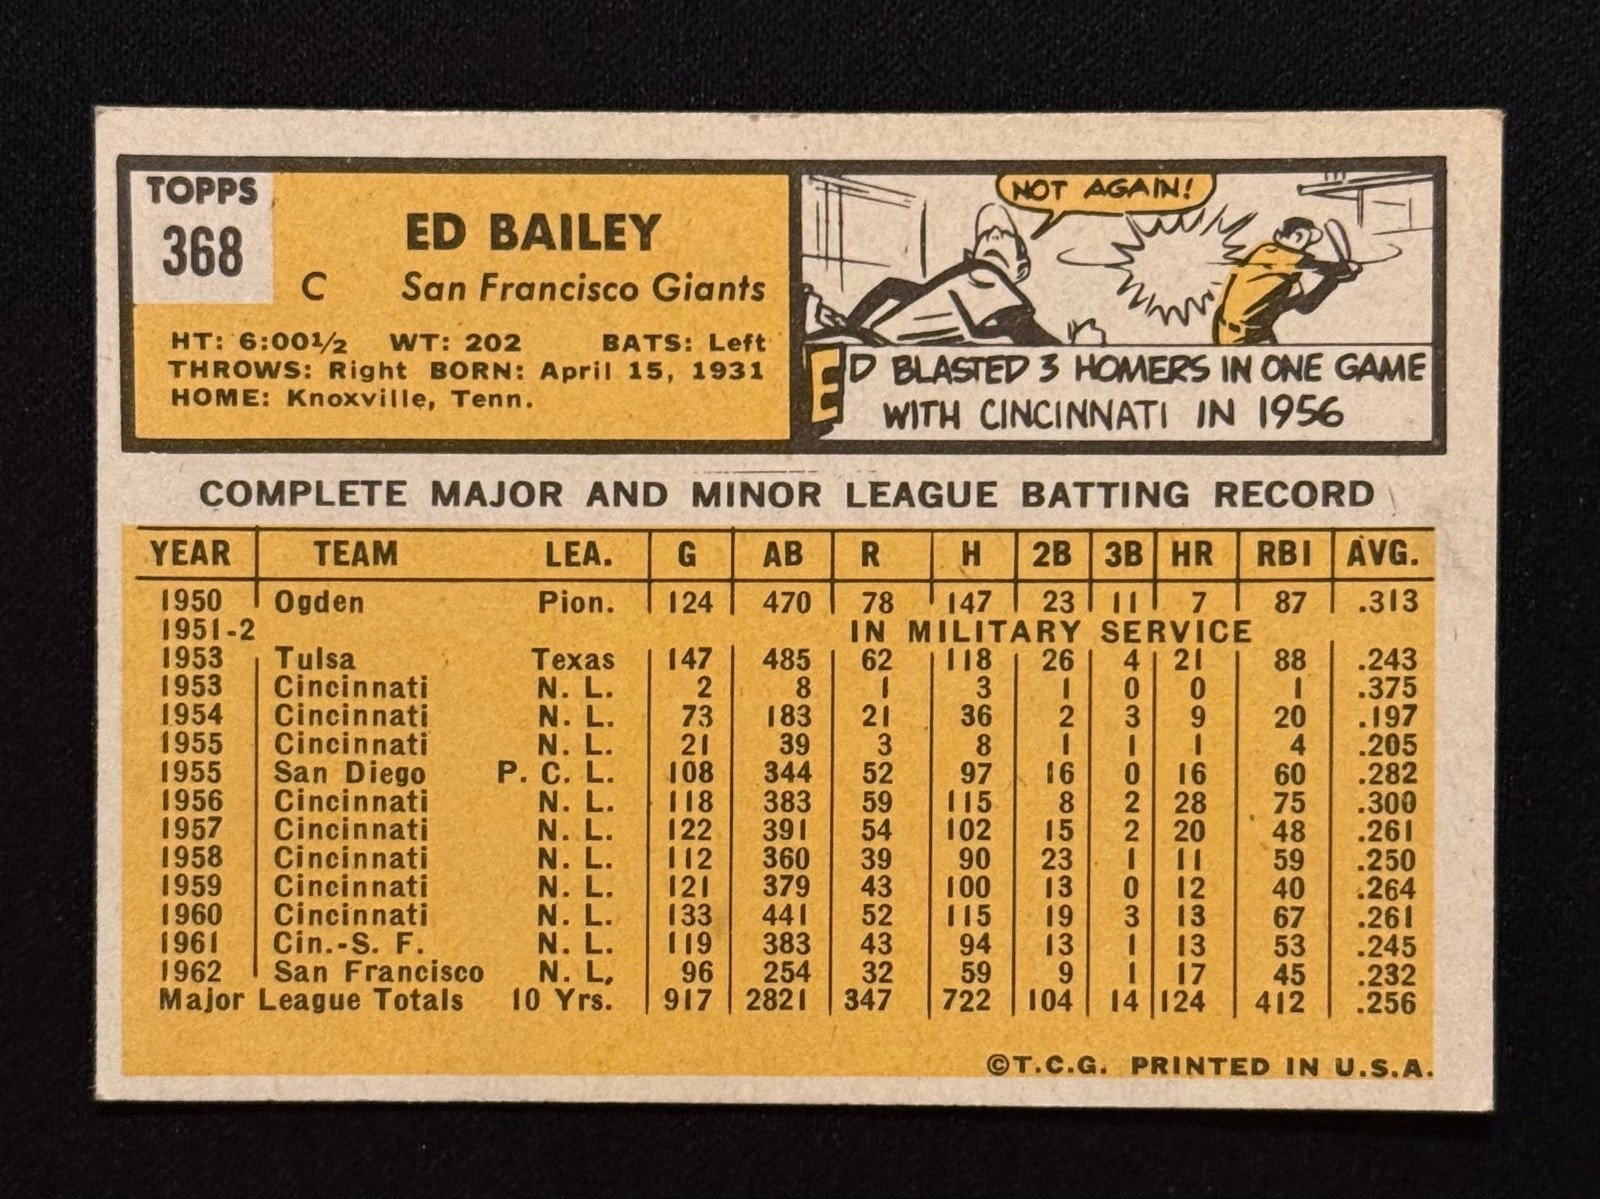 TOPPS
368
ED BAILEY
C San Francisco Giants
HT: 6:00½ WT: 202 BATS: Left
THROWS: Right BORN: April 15, 1931
HOME: Knoxville, Tenn.
NOT AGAIN!
ED BLASTED 3 HOMERS IN ONE GAME
WITH CINCINNATI IN 1956
COMPLETE MAJOR AND MINOR LEAGUE BATTING RECORD
YEAR TEAM LEA. G AB R H 2B 3B HR RBI AVG.
1950 Ogden Pion. 124 470 78 147 23 11 7 87 .313
1951-2 IN MILITARY SERVICE
1953 Tulsa Texas 147 485 62 118 26 4 21 88 .243
1953 Cincinnati N. L. 2 8 1 3 1 0 0 1 .375
1954 Cincinnati N. L. 73 183 21 36 2 3 9 20 .197
1955 Cincinnati N. L. 21 39 3 8 1 1 1 4 .205
1955 San Diego P. C. L. 108 344 52 97 16 0 16 60 .282
1956 Cincinnati N. L. 118 383 59 115 8 2 28 75 .300
1957 Cincinnati N. L. 122 391 54 102 15 2 20 48 .261
1958 Cincinnati N. L. 112 360 39 90 23 1 11 59 .250
1959 Cincinnati N. L. 121 379 43 100 13 0 12 40 .264
1960 Cincinnati N. L. 133 441 52 115 19 3 13 67 .261
1961 Cin.-S. F. N. L. 119 383 43 94 13 1 13 53 .245
1962 San Francisco N. L, 96 254 32 59 9 1 17 45 .232
Major League Totals 10 Yrs. 917 2821 347 722 104 14 124 412 .256
©T.C.G. PRINTED IN U.S.A.